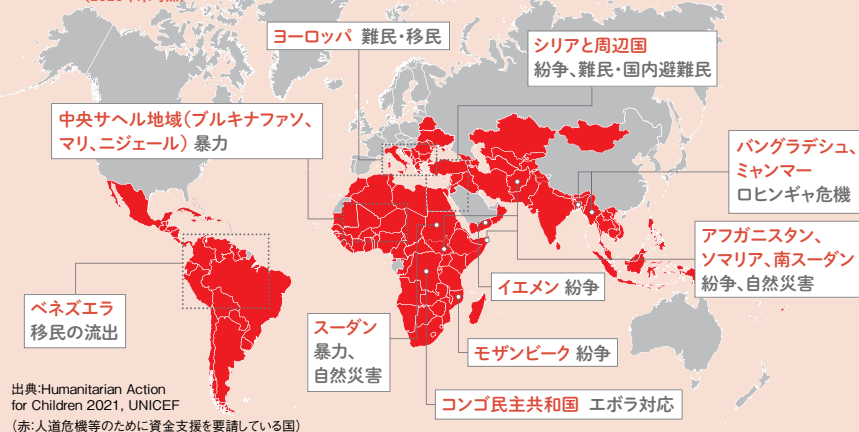 ヨーロッパ 難民・移民
シリアと周辺国
紛争、難民・国内避難民
中央サヘル地域(ブルキナファソ、
マリ、ニジェール) 暴力
バングラデシュ、
ミャンマー
ロヒンギャ危機
アフガニスタン、
ソマリア、南スーダン
紛争、自然災害
イエメン 紛争
ベネズエラ
移民の流出
スーダン
暴力、
自然災害
モザンビーク 紛争
コンゴ民主共和国 エボラ対応
出典:Humanitarian Action
for Children 2021, UNICEF
(赤:人道危機等のために資金支援を要請している国)